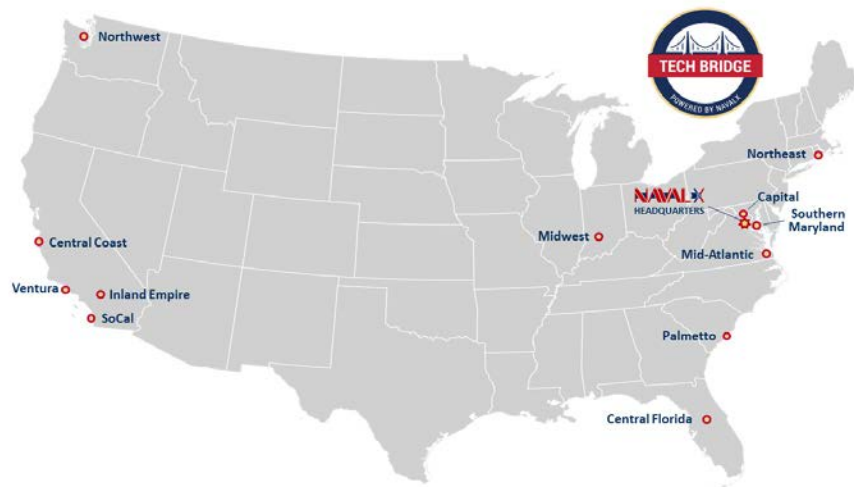 TECH BRIDGE
POWERED BY NAVALX
Northwest
Northeast
NAVALX
HEADQUARTERS
Capital
Southern
Maryland
Midwest
Central Coast
Mid-Atlantic
Ventura
Inland Empire
SoCal
Palmetto
Central Florida